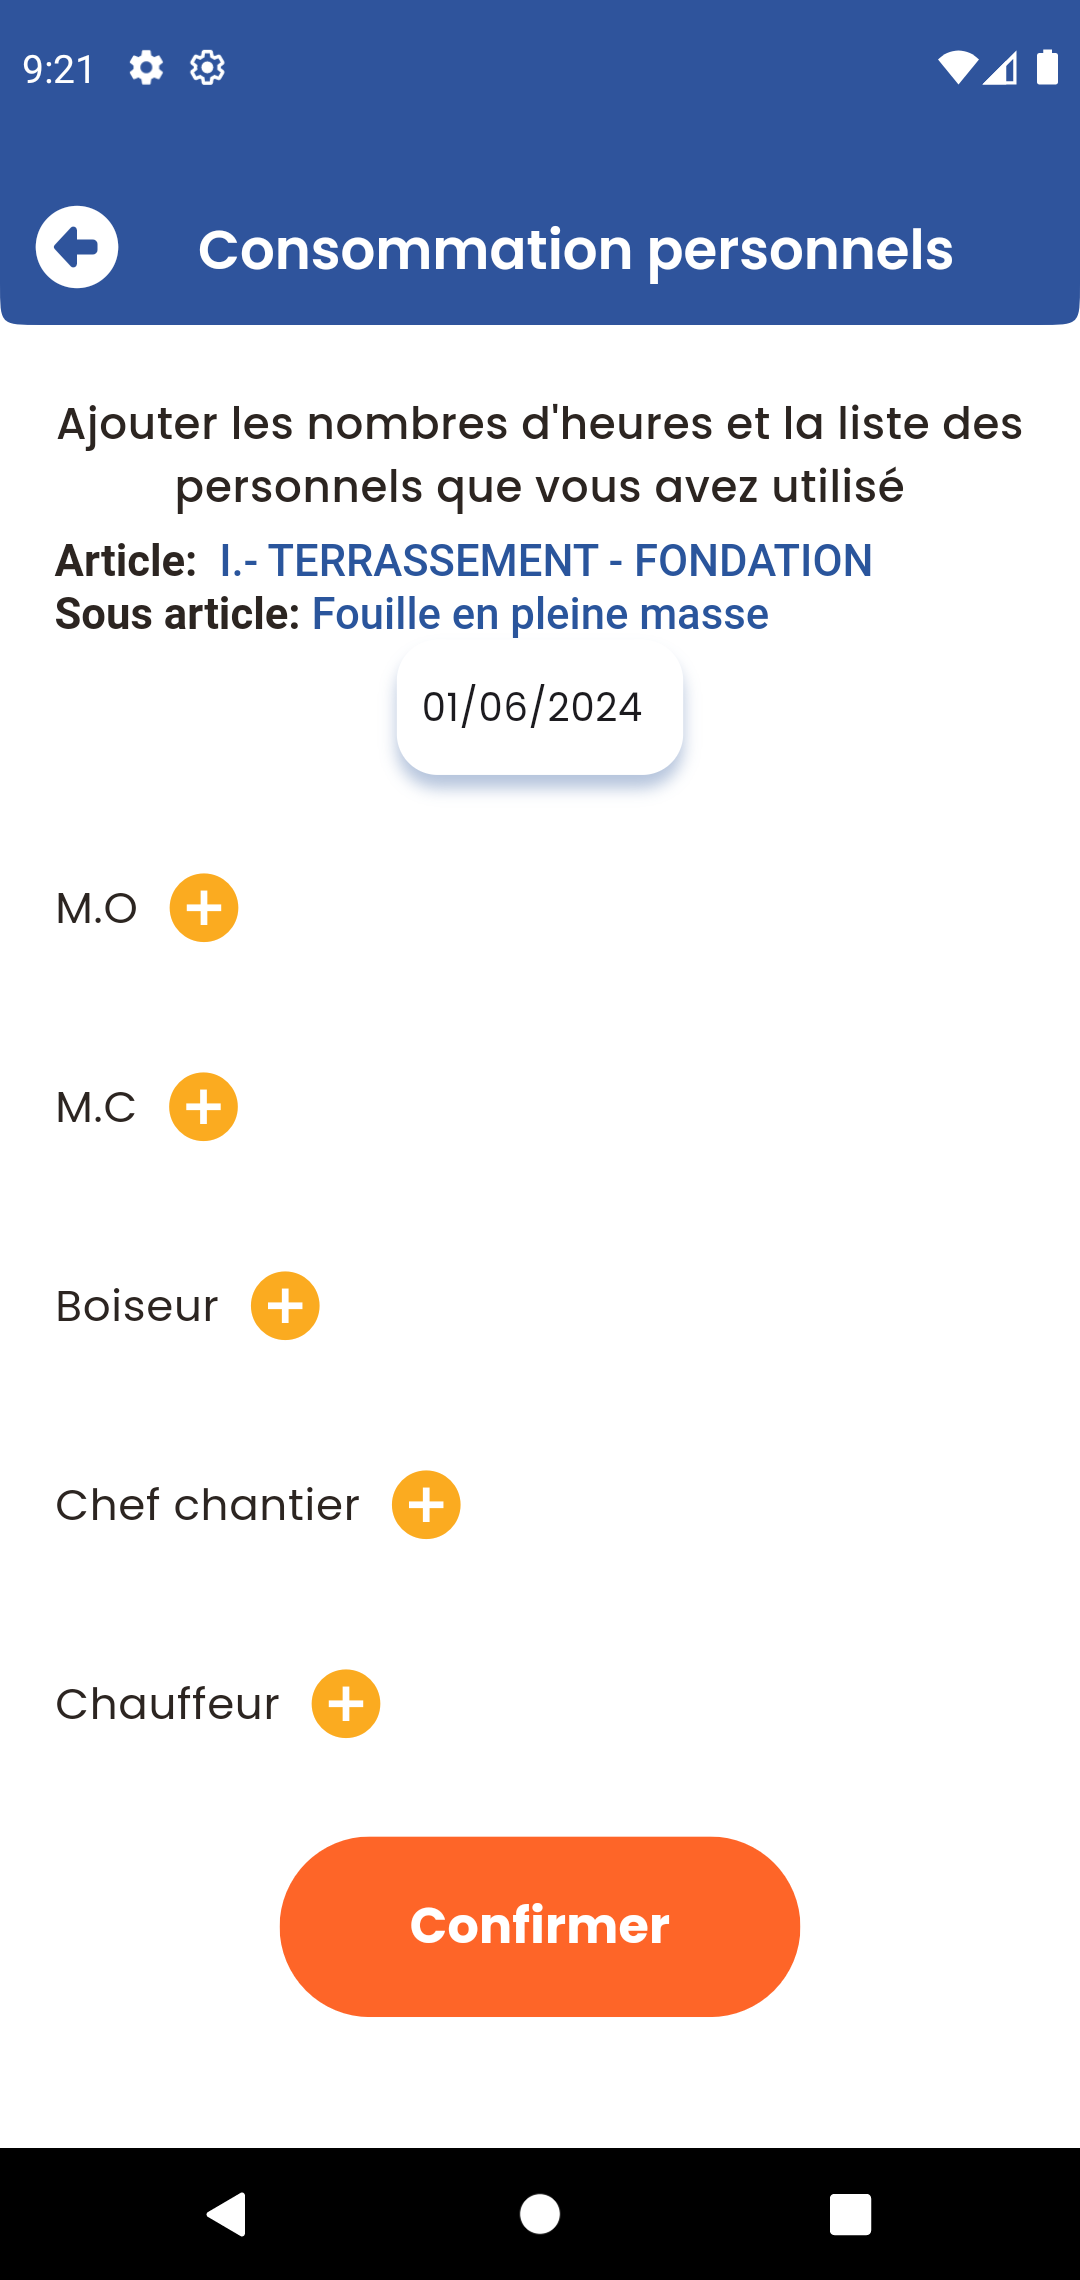 9:21
Consommation personnels
Ajouter les nombres d'heures et la liste des
personnels que vous avez utilisé
Article: I.- TERRASSEMENT - FONDATION
Sous article: Fouille en pleine masse
01/06/2024
M.O
M.C
Boiseur
Chef chantier
Chauffeur
Confirmer